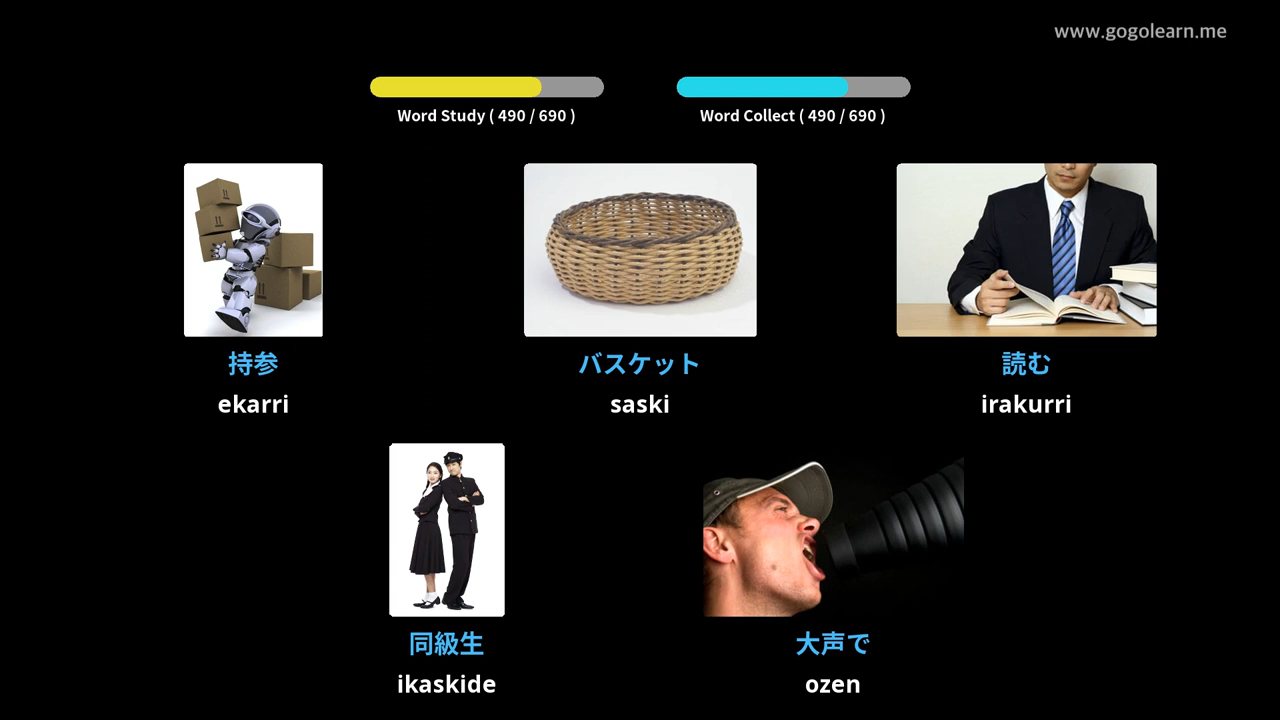 www.gogolearn.me
Word Study ( 490 / 690 )
Word Collect ( 490 / 690 )
持参
ekarri
バスケット
saski
読む
irakurri
同級生
ikaskide
大声で
ozen